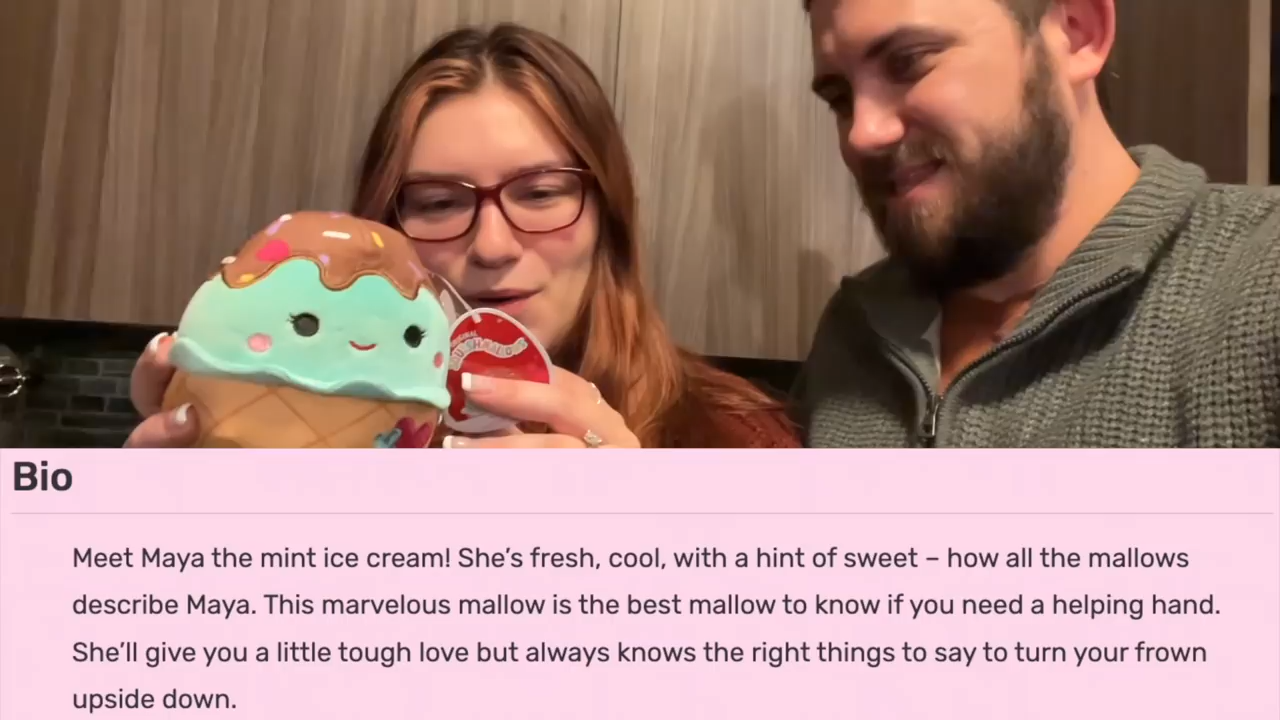 ORIGINAL
SQUISHMALLOWS
Bio
Meet Maya the mint ice cream! She’s fresh, cool, with a hint of sweet – how all the mallows
describe Maya. This marvelous mallow is the best mallow to know if you need a helping hand.
She’ll give you a little tough love but always knows the right things to say to turn your frown
upside down.